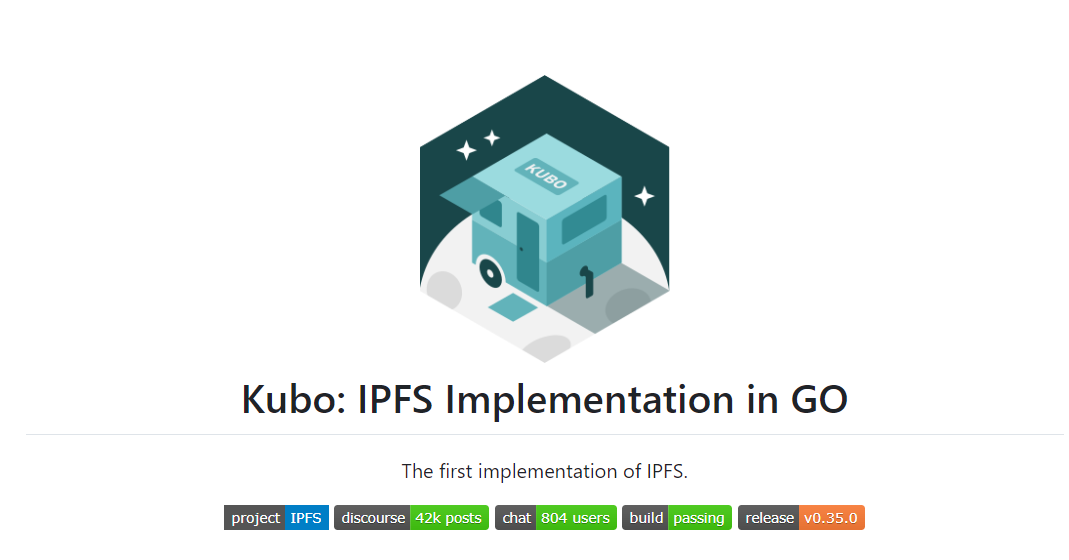 KUBO
Kubo: IPFS Implementation in GO
The first implementation of IPFS.
project IPFS discourse 42k posts chat 804 users build passing release v0.35.0